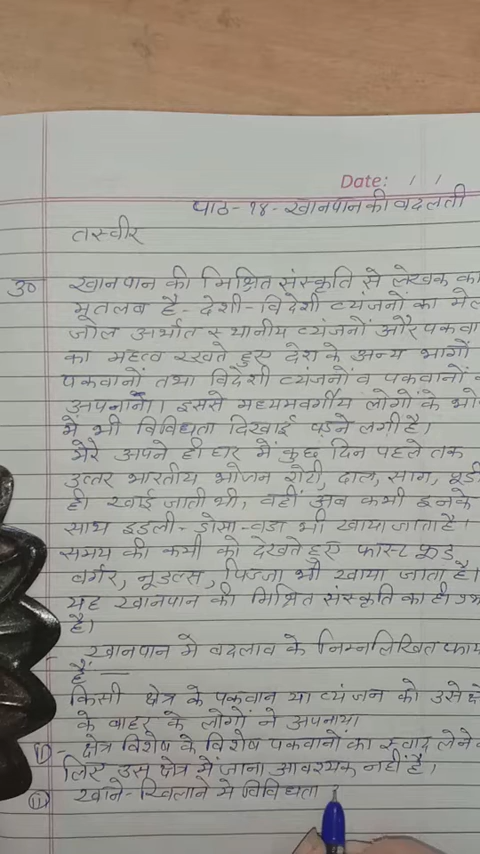 Date: / /
पाठ- १४- खानपान की बदलती
तस्वीर
उ० खानपान की मिश्रित संस्कृति से लेखक का
मतलब है - देशी-विदेशी व्यंजनों का मेल
जोल अर्थात स्थानीय व्यंजनों और पकवा
का महत्व रखते हुए देश के अन्य भागों
पकवानों तथा विदेशी व्यंजनों व पकवानों
अपनाना। इससे मध्यमवर्गीय लोगों के भो
में भी विविधता दिखाई पड़ने लगी है।
मेरे अपने ही घर में कुछ दिन पहले तक
उत्तर भारतीय भोजन रोटी, दाल, साग, पूड़ी
ही खाई जाती थी, वहीं अब कभी इनके
साथ इडली-डोसा-वडा भी खाया जाता है।
समय की कमी को देखते हुए फास्ट फूड
बर्गर, नूडल्स, पिज्जा भी खाया जाता है।
यह खानपान की मिश्रित संस्कृति का ही
है।
खानपान में बदलाव के निम्नलिखित फाय
हैं —
किसी क्षेत्र के पकवान या व्यंजन को उसे क्षे
के बाहर के लोगों ने अपनाया
ii - क्षेत्र विशेष के विशेष पकवानों का स्वाद लेने
लिए उस क्षेत्र में जाना आवश्यक नहीं है।
iii खाने-खिलाने में विविधता